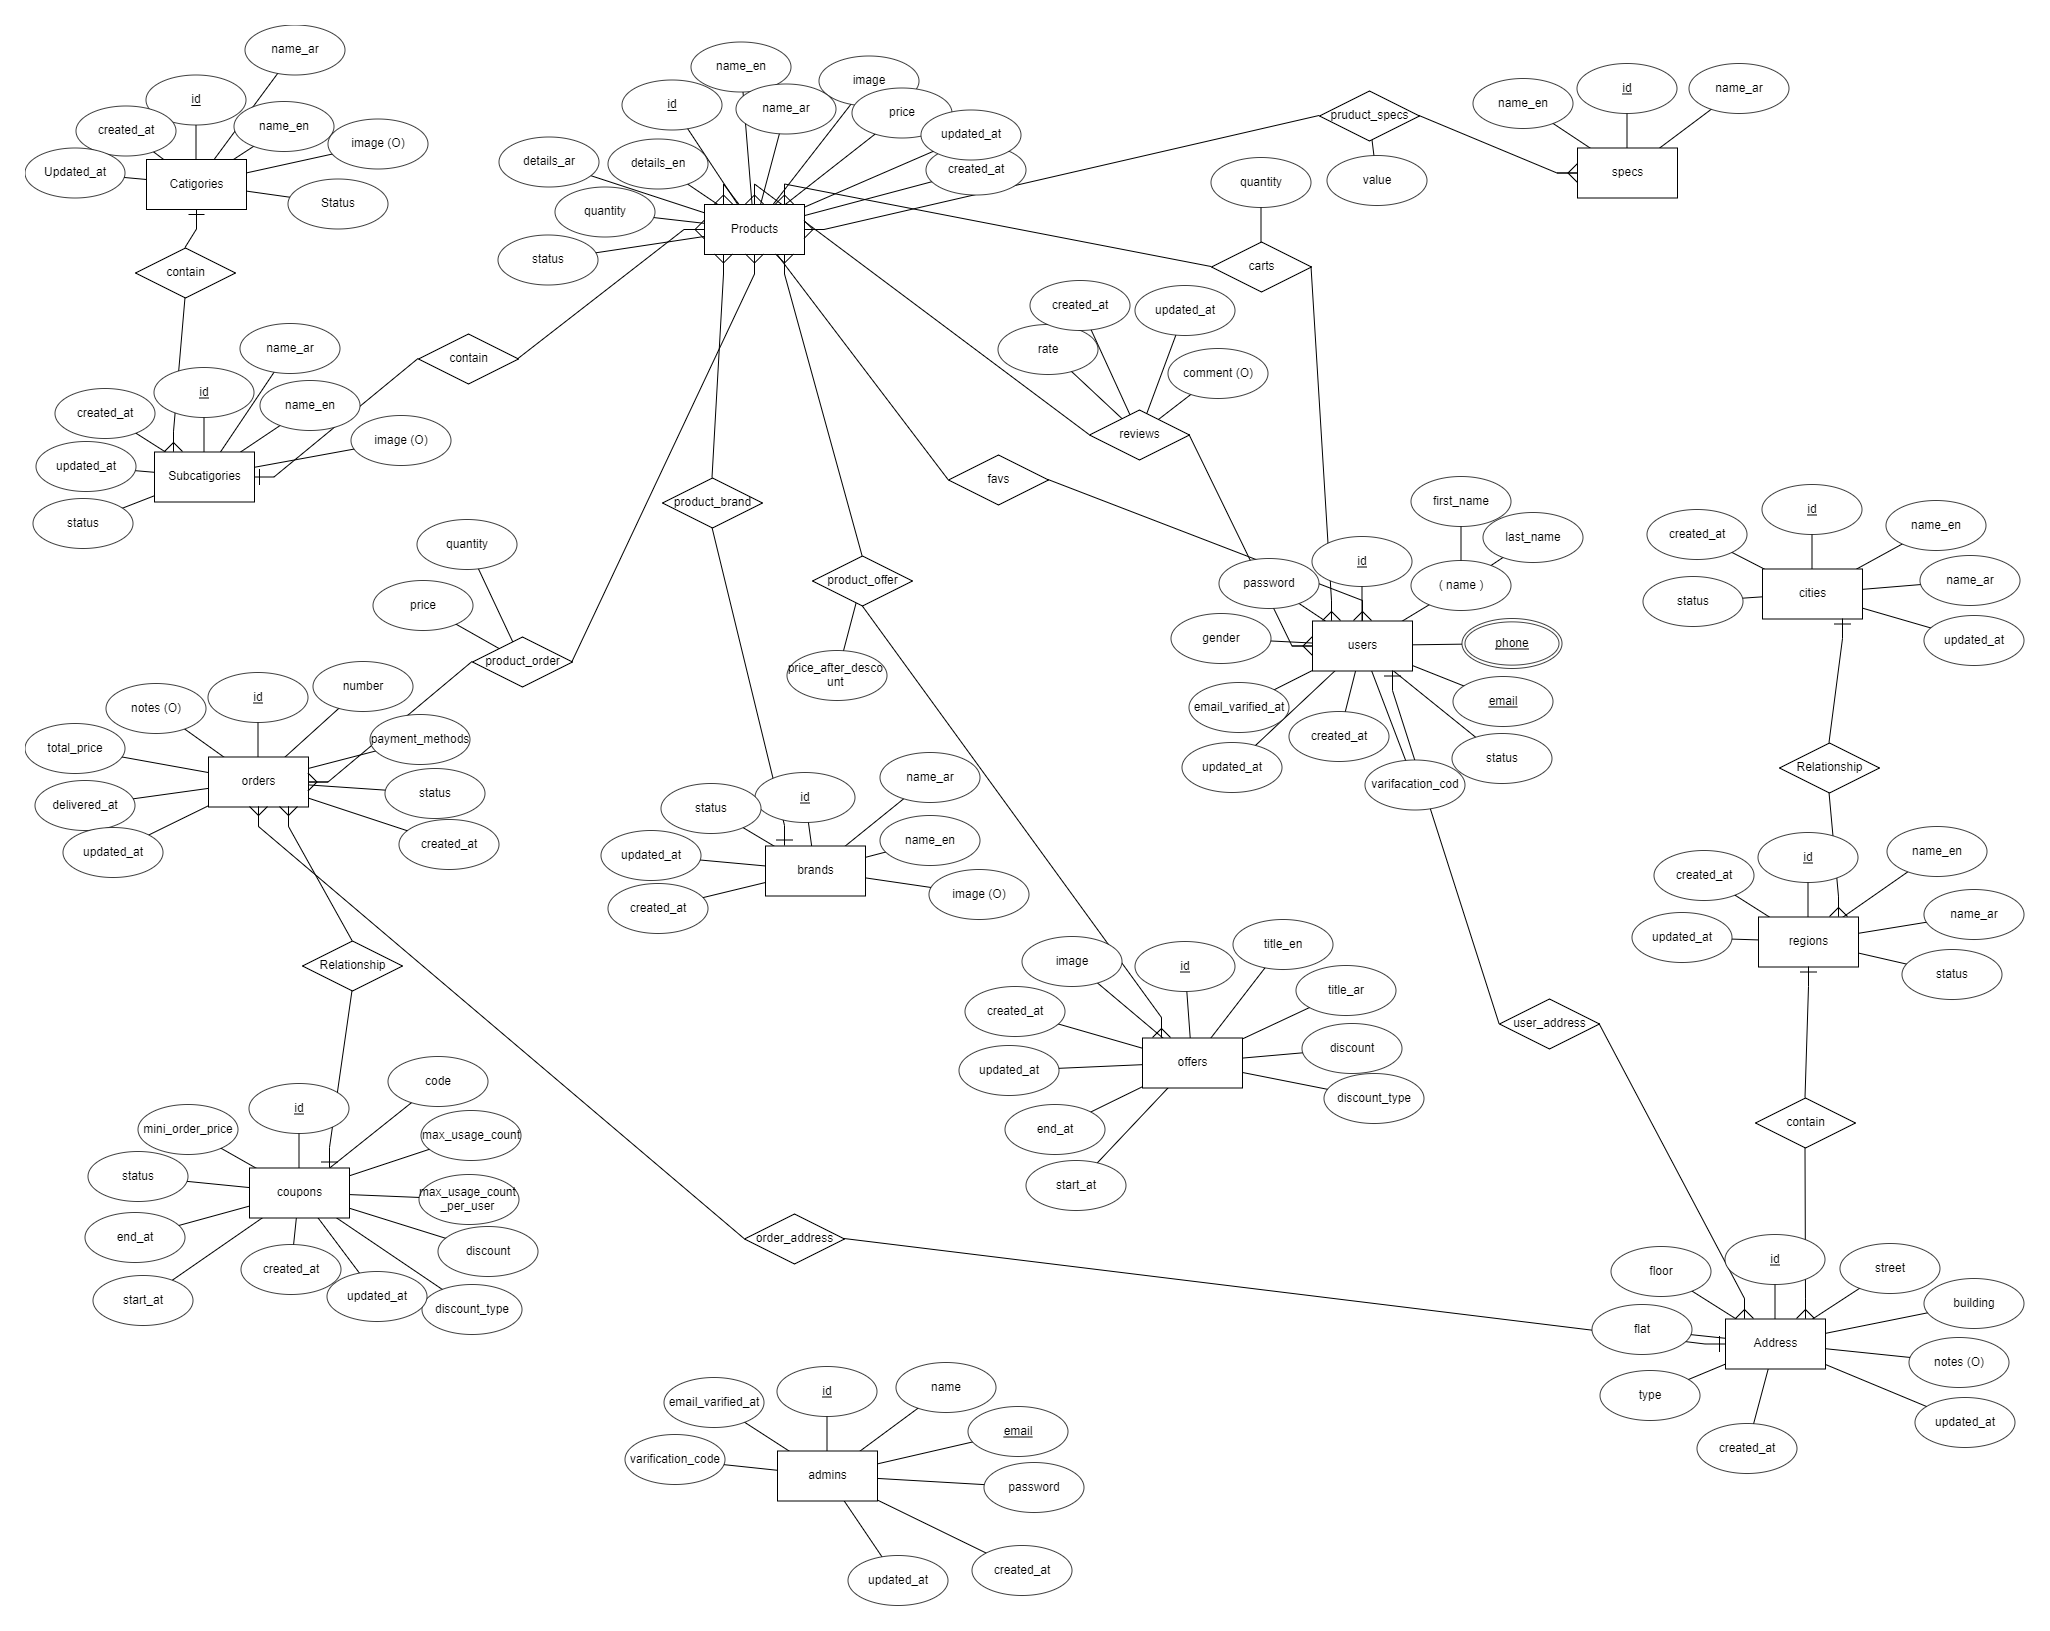 name_ar
id
created_at
name_en
image (O)
Updated_at
Catigories
Status
contain
name_ar
id
created_at
name_en
image (O)
updated_at
Subcatigories
status
contain
name_en
image
id
name_ar
price
updated_at
details_ar
details_en
created_at
quantity
Products
status
pruduct_specs
value
name_en
id
name_ar
specs
quantity
carts
created_at
updated_at
rate
comment (O)
reviews
favs
product_brand
product_offer
price_after_desco
unt
quantity
price
product_order
first_name
last_name
id
( name )
password
gender
users
phone
email_varified_at
email
created_at
updated_at
status
varifacation_cod
id
created_at
name_en
name_ar
status
cities
updated_at
Relationship
id
name_en
created_at
name_ar
updated_at
regions
status
contain
user_address
number
id
notes (O)
total_price
payment_methods
orders
status
delivered_at
updated_at
created_at
Relationship
name_ar
id
status
name_en
updated_at
brands
image (O)
created_at
title_en
image
id
title_ar
created_at
discount
updated_at
offers
discount_type
end_at
start_at
code
id
mini_order_price
max_usage_count
status
coupons
max_usage_count
_per_user
end_at
discount
created_at
start_at
updated_at
discount_type
order_address
id
floor
street
building
flat
Address
notes (O)
type
updated_at
created_at
email_varified_at
id
name
email
varification_code
admins
password
updated_at
created_at